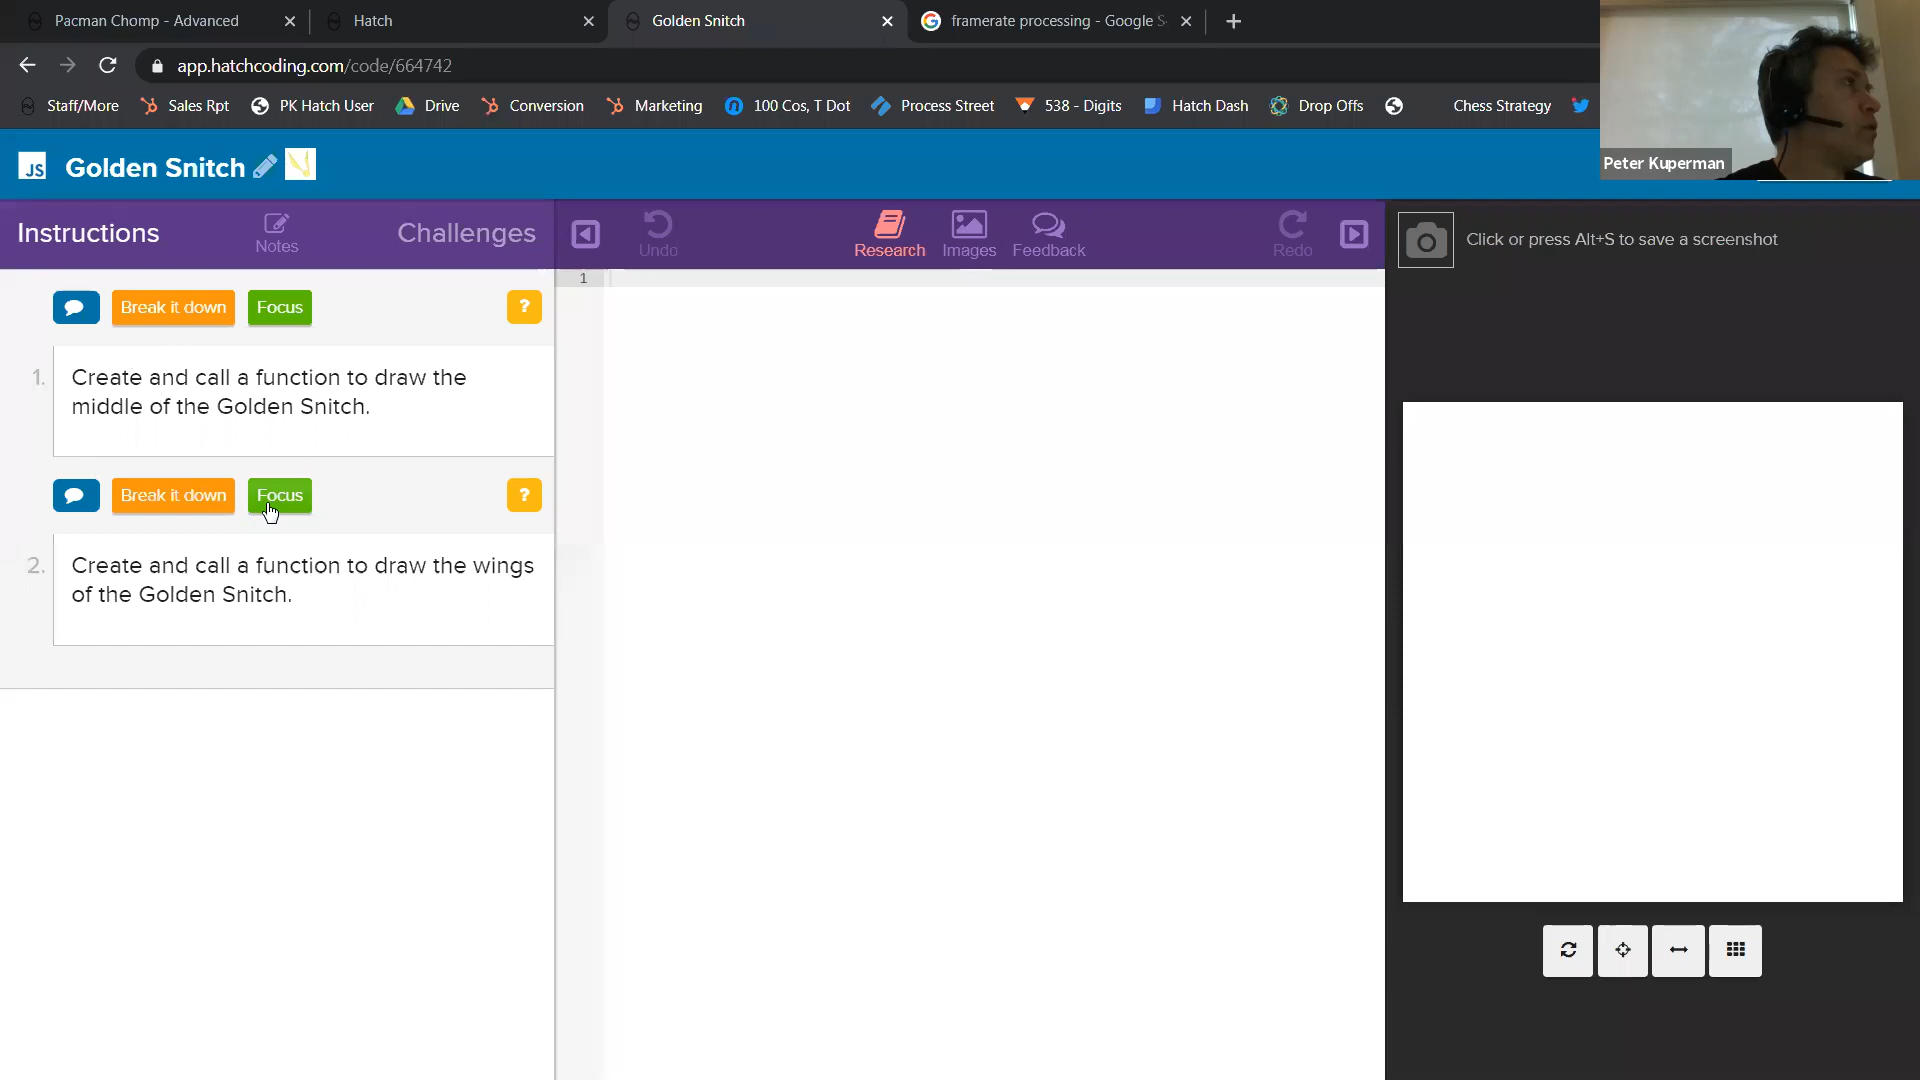 Pacman Chomp - Advanced
Hatch
Golden Snitch
framerate processing - Google S
app.hatchcoding.com/code/664742
Staff/More
Sales Rpt
PK Hatch User
Drive
Conversion
Marketing
100 Cos, T Dot
Process Street
538 - Digits
Hatch Dash
Drop Offs
Chess Strategy
Peter Kuperman
JS
Golden Snitch
Instructions
Notes
Challenges
Undo
Research
Images
Feedback
Redo
Click or press Alt+S to save a screenshot
1
Break it down
Focus
?
1. Create and call a function to draw the
middle of the Golden Snitch.
Break it down
Focus
?
2. Create and call a function to draw the wings
of the Golden Snitch.